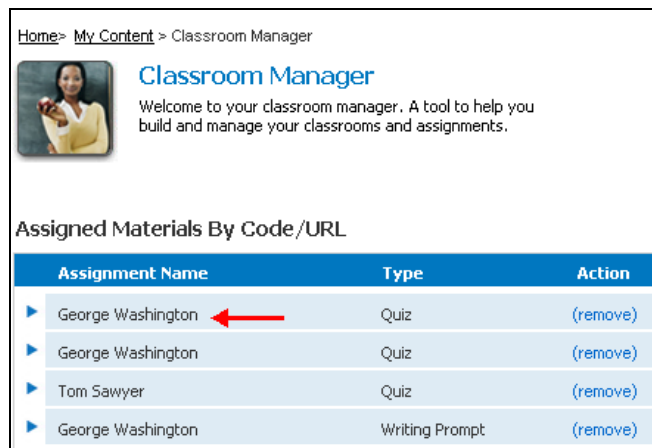 Home> My Content > Classroom Manager
Classroom Manager
Welcome to your classroom manager. A tool to help you
build and manage your classrooms and assignments.
Assigned Materials By Code/URL
Assignment Name Type Action
George Washington Quiz (remove)
George Washington Quiz (remove)
Tom Sawyer Quiz (remove)
George Washington Writing Prompt (remove)